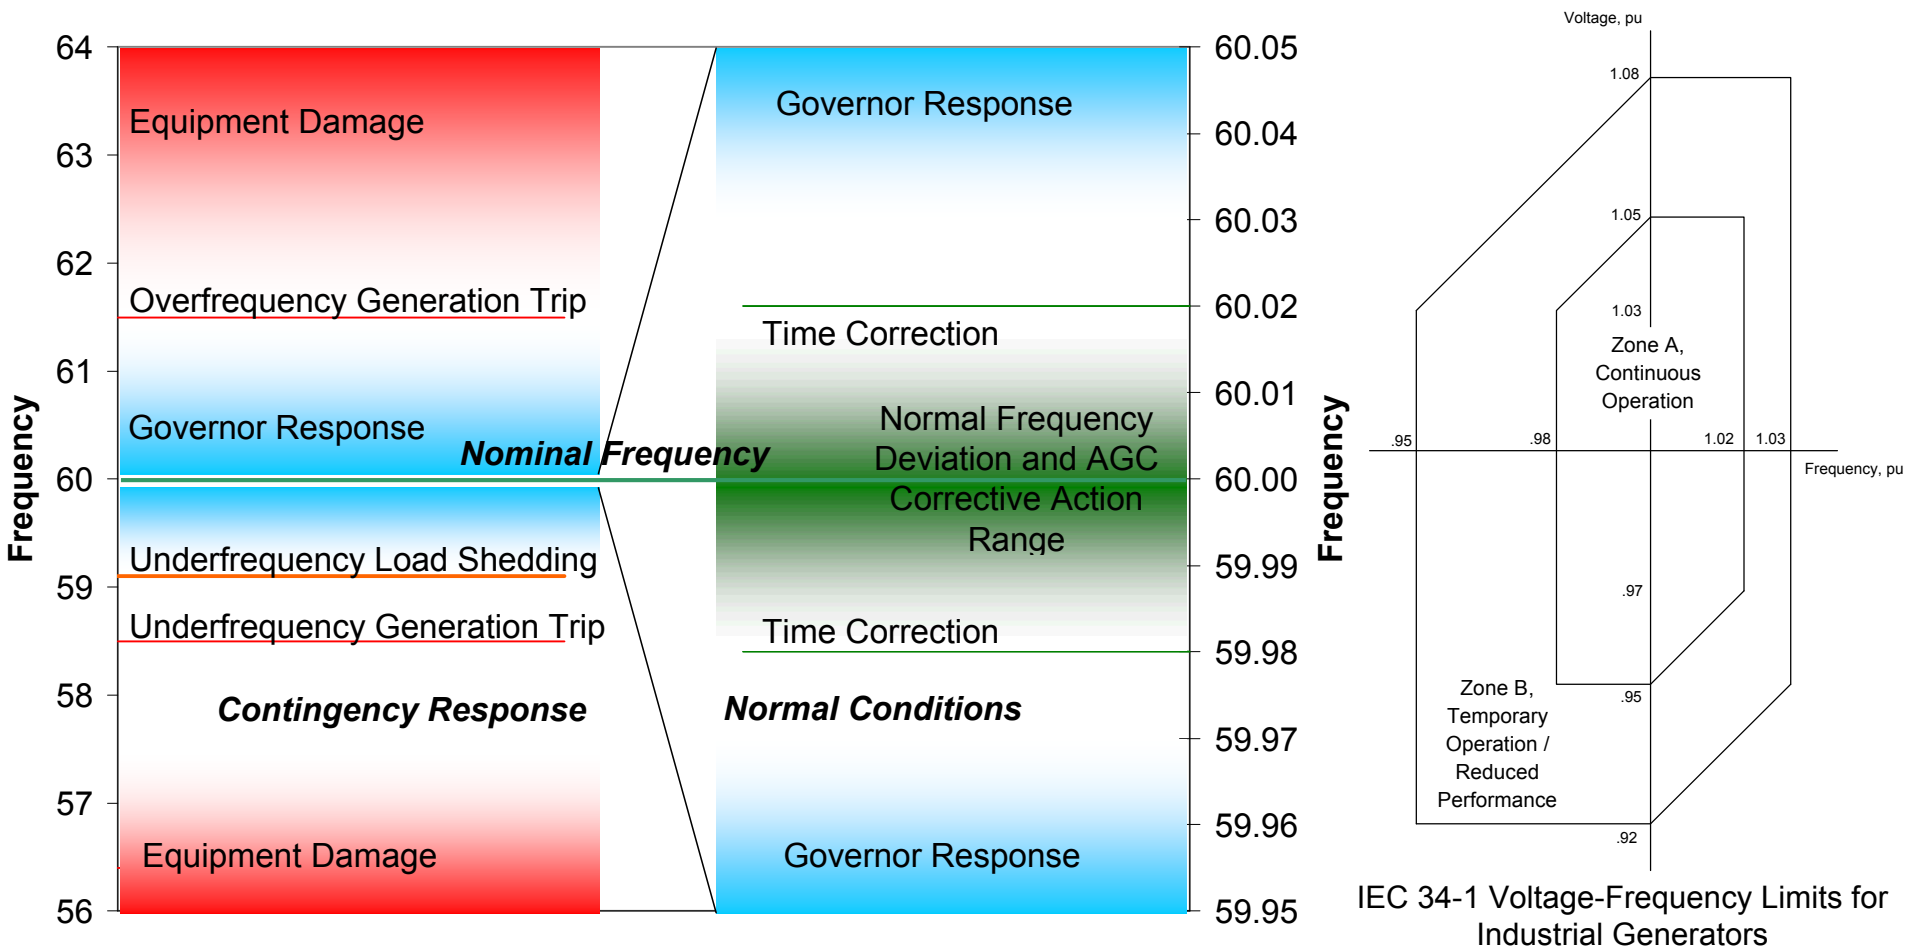 64
63
62
61
60
59
58
57
56
Frequency
Equipment Damage
Overfrequency Generation Trip
Governor Response
Nominal Frequency
Underfrequency Load Shedding
Underfrequency Generation Trip
Contingency Response
Equipment Damage
Governor Response
Time Correction
Normal Frequency
Deviation and AGC
Corrective Action
Range
Time Correction
Normal Conditions
Governor Response
60.05
60.04
60.03
60.02
60.01
60.00
59.99
59.98
59.97
59.96
59.95
Frequency
Voltage, pu
1.08
1.05
1.03
Zone A,
Continuous
Operation
.95
.98
1.02
1.03
Frequency, pu
.97
.95
Zone B,
Temporary
Operation /
Reduced
Performance
.92
IEC 34-1 Voltage-Frequency Limits for
Industrial Generators